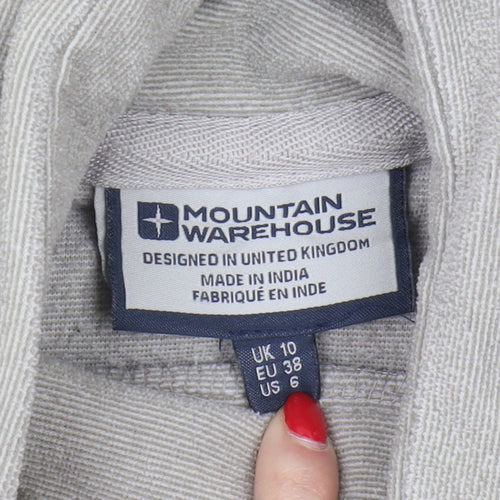 MOUNTAIN
WAREHOUSE
DESIGNED IN UNITED KINGDOM
MADE IN INDIA
FABRIQUÉ EN INDE
UK 10
EU 38
US 6